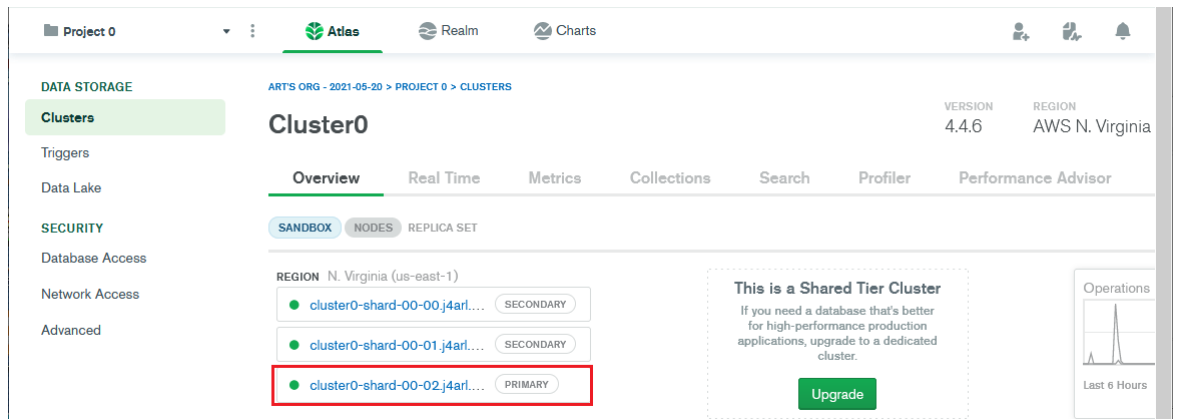 Project 0
Atlas
Realm
Charts
DATA STORAGE
Clusters
Triggers
Data Lake
SECURITY
Database Access
Network Access
Advanced
ART'S ORG - 2021-05-20 > PROJECT 0 > CLUSTERS
Cluster0
VERSION
4.4.6
REGION
AWS N. Virginia
Overview
Real Time
Metrics
Collections
Search
Profiler
Performance Advisor
SANDBOX NODES REPLICA SET
REGION N. Virginia (us-east-1)
cluster0-shard-00-00.j4arl.... SECONDARY
cluster0-shard-00-01.j4arl.... SECONDARY
cluster0-shard-00-02.j4arl.... PRIMARY
This is a Shared Tier Cluster
If you need a database that's better
for high-performance production
applications, upgrade to a dedicated
cluster.
Upgrade
Operations
Last 6 Hours